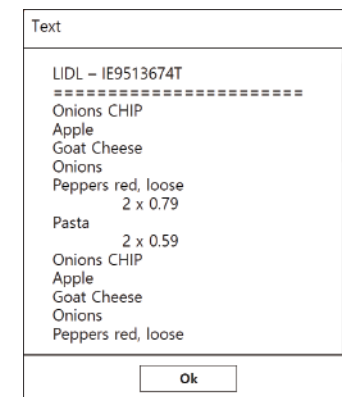 Text
LIDL – IE9513674T
=======================
Onions CHIP
Apple
Goat Cheese
Onions
Peppers red, loose
2 x 0.79
Pasta
2 x 0.59
Onions CHIP
Apple
Goat Cheese
Onions
Peppers red, loose
Ok